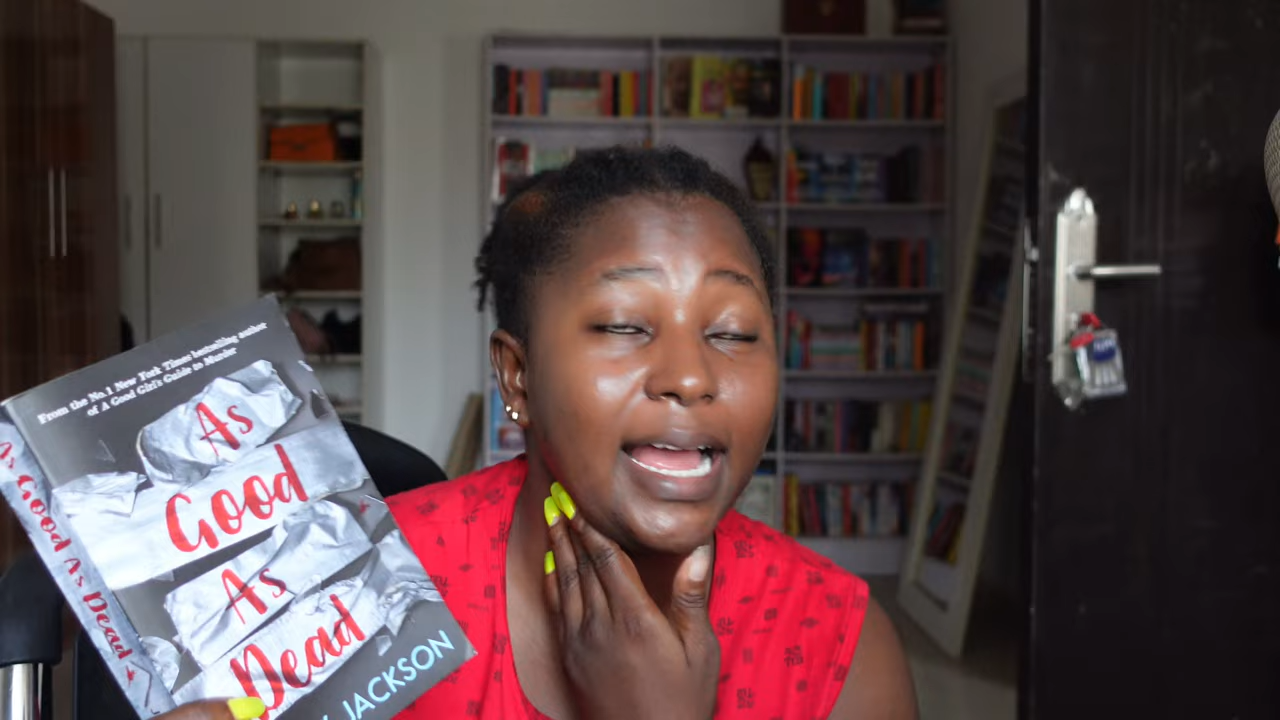 From the No.1 New York Times bestselling author
of A Good Girl's Guide to Murder
As
Good
As
Dead
JACKSON
As Good As Dead